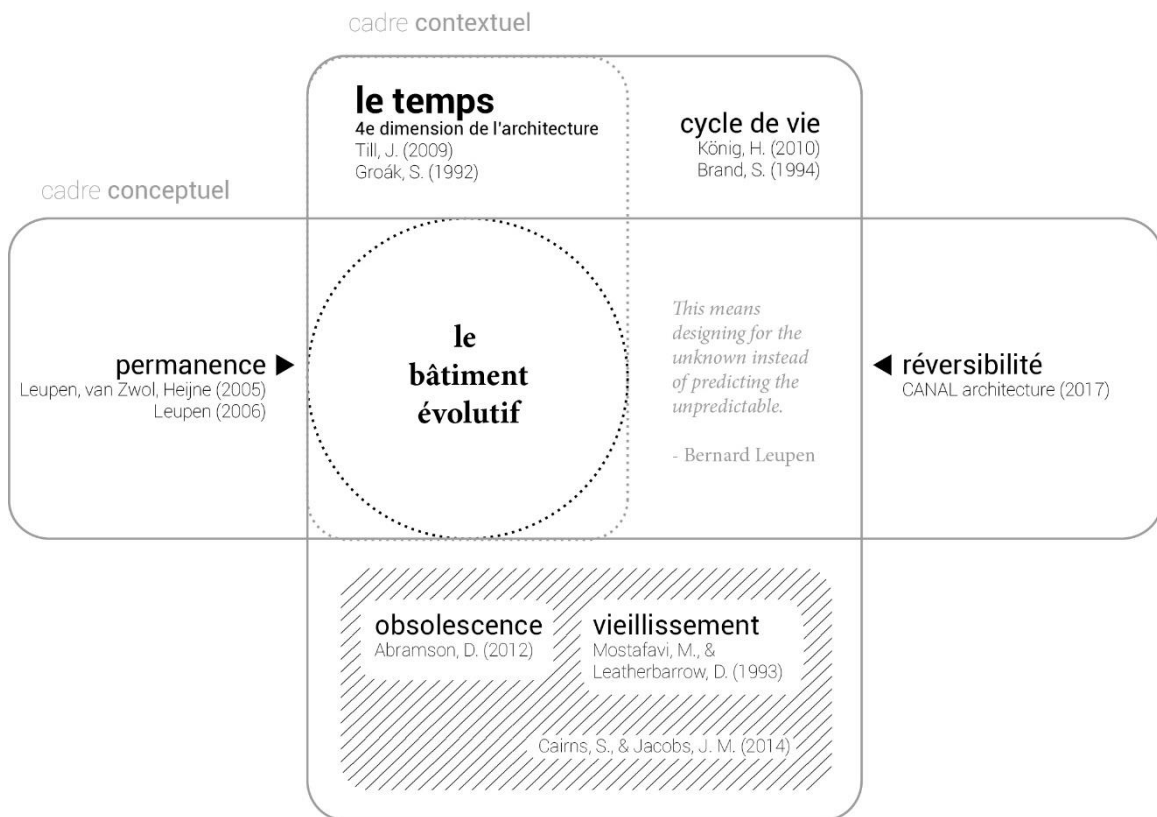 cadre contextuel
le temps
4e dimension de l'architecture
Till, J. (2009)
Groák, S. (1992)
cycle de vie
König, H. (2010)
Brand, S. (1994)
cadre conceptuel
permanence
Leupen, van Zwol, Heijne (2005)
Leupen (2006)
le
bâtiment
évolutif
This means
designing for the
unknown instead
of predicting the
unpredictable.
- Bernard Leupen
réversibilité
CANAL architecture (2017)
obsolescence
Abramson, D. (2012)
vieillissement
Mostafavi, M., &
Leatherbarrow, D. (1993)
Cairns, S., & Jacobs, J. M. (2014)